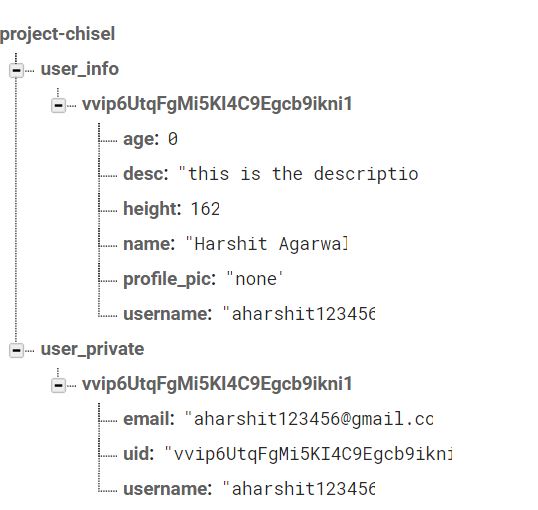 project-chisel
user_info
vvip6UtqFgMi5KI4C9Egcb9ikni1
age: 0
desc: "this is the descriptio
height: 162
name: "Harshit Agarwal
profile_pic: "none"
username: "aharshit123456
user_private
vvip6UtqFgMi5KI4C9Egcb9ikni1
email: "aharshit123456@gmail.co
uid: "vvip6UtqFgMi5KI4C9Egcb9ikni
username: "aharshit123456